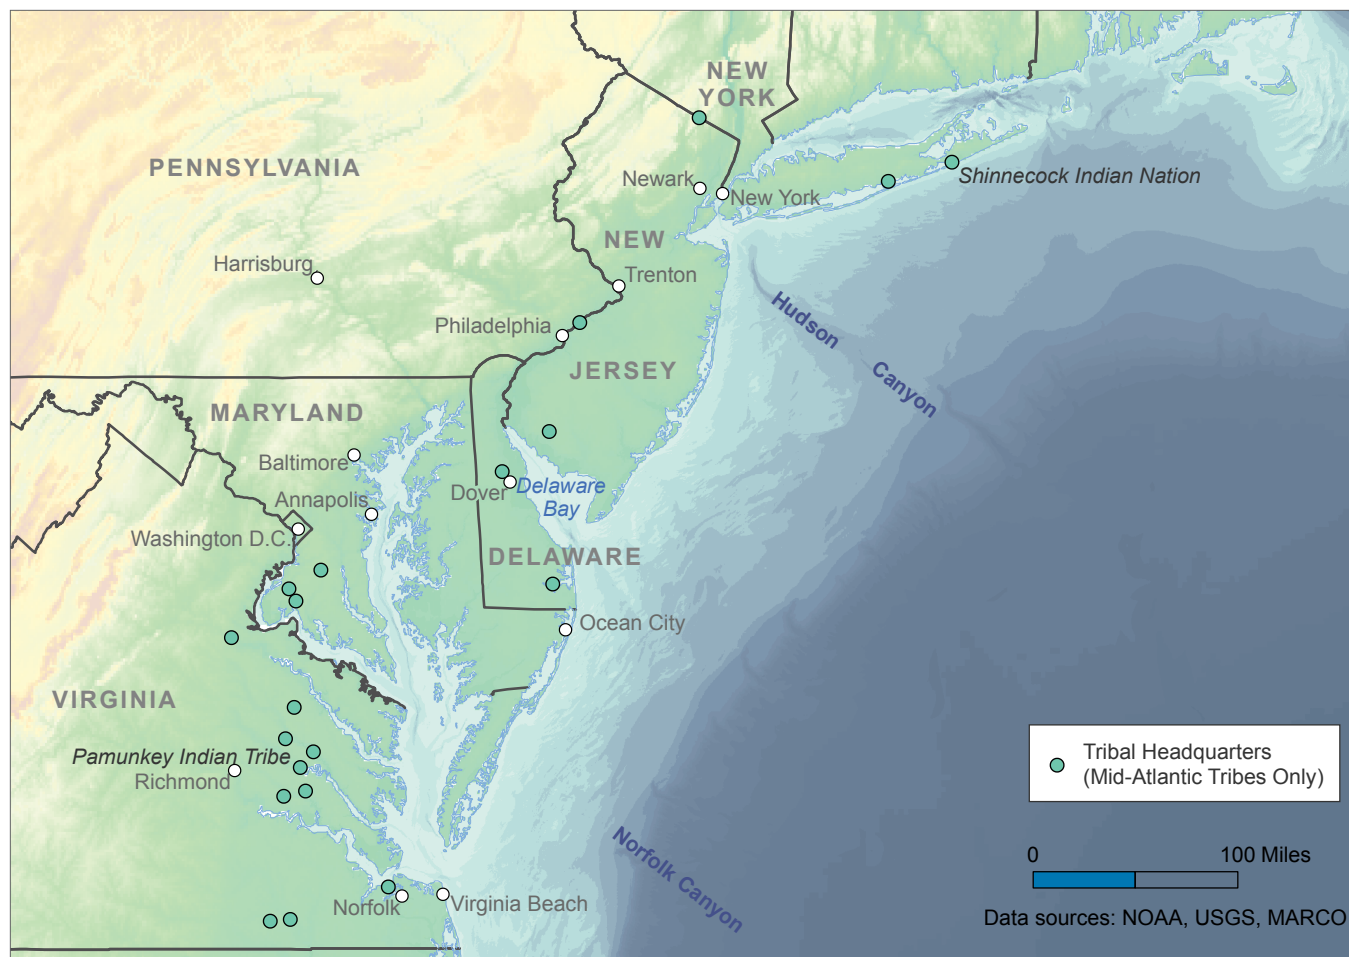 NEW
YORK
PENNSYLVANIA
Newark
New York
Shinnecock Indian Nation
NEW
Harrisburg
Trenton
Hudson
Canyon
Philadelphia
JERSEY
MARYLAND
Baltimore
Annapolis
Dover
Delaware
Bay
Washington D.C.
DELAWARE
Ocean City
VIRGINIA
Pamunkey Indian Tribe
Richmond
Tribal Headquarters
(Mid-Atlantic Tribes Only)
Norfolk Canyon
0
100 Miles
Norfolk
Virginia Beach
Data sources: NOAA, USGS, MARCO